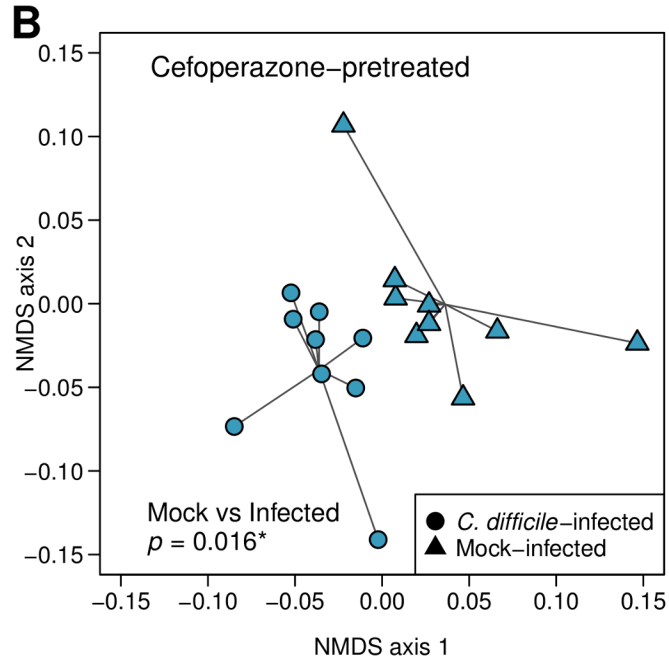 B
Cefoperazone−pretreated
0.15
0.10
0.05
0.00
−0.05
−0.10
−0.15
NMDS axis 2
Mock vs Infected
p = 0.016*
C. difficile−infected
Mock−infected
−0.15 −0.10 −0.05 0.00 0.05 0.10 0.15
NMDS axis 1